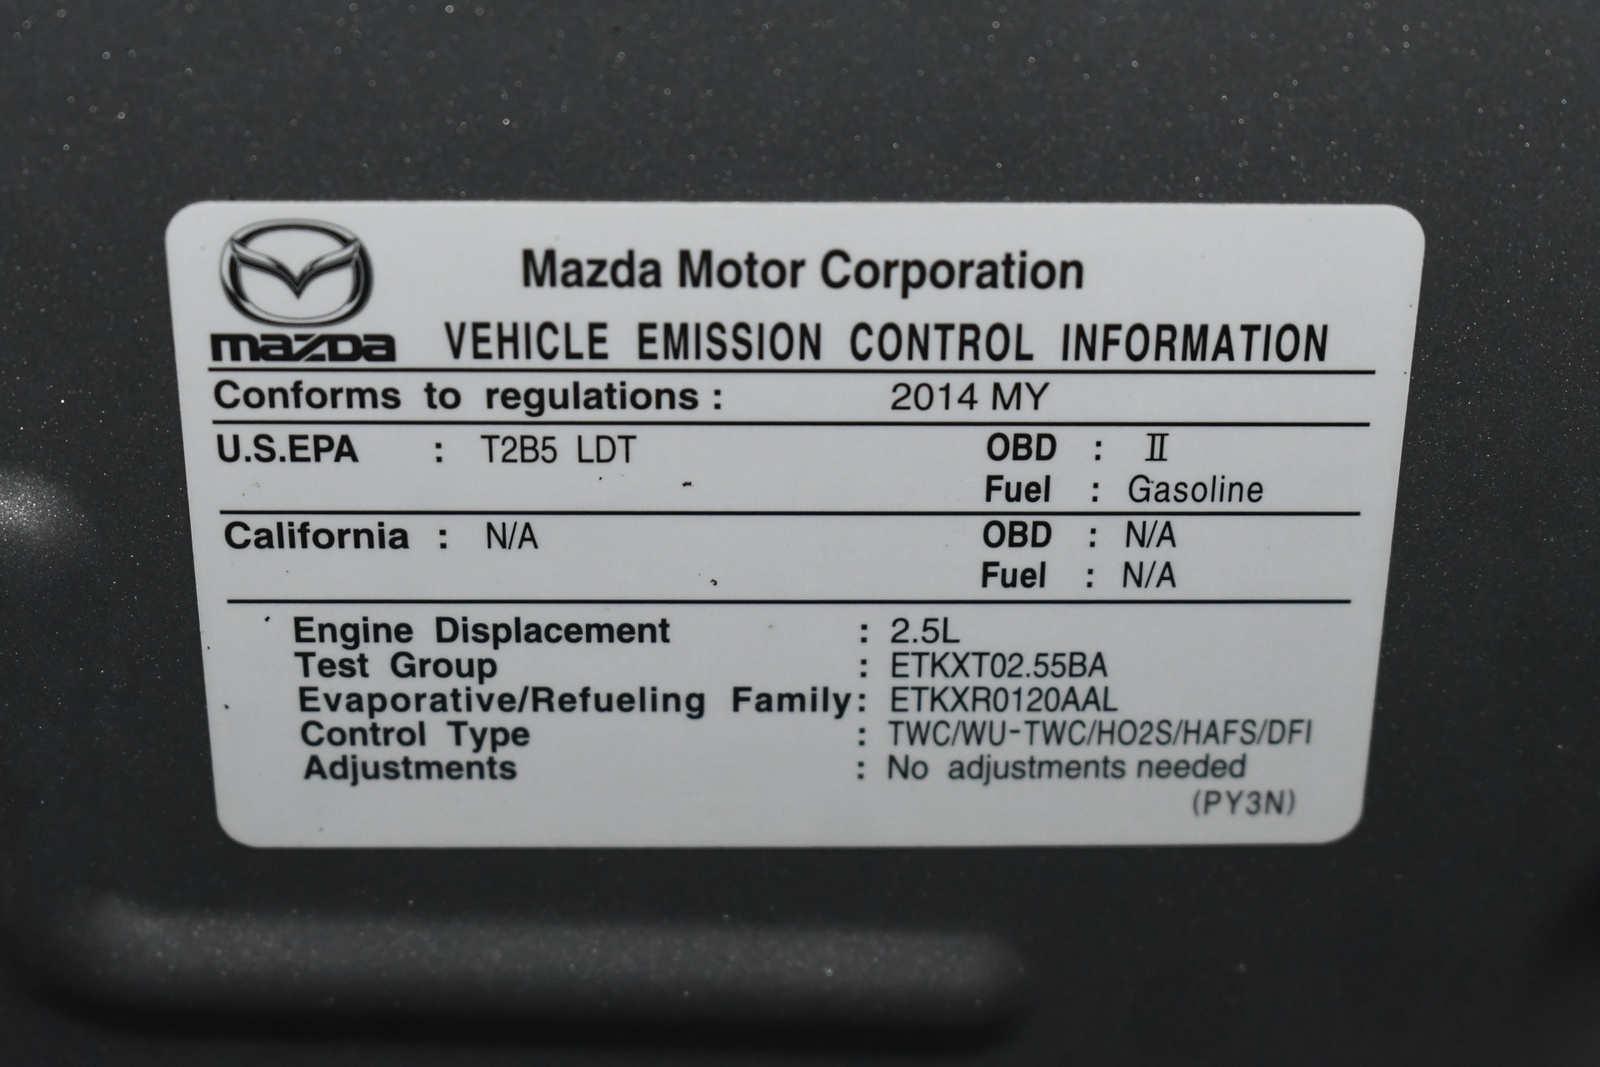 Mazda Motor Corporation
mazda VEHICLE EMISSION CONTROL INFORMATION
Conforms to regulations : 2014 MY
U.S.EPA : T2B5 LDT OBD : II
Fuel : Gasoline
California : N/A OBD : N/A
Fuel : N/A
Engine Displacement : 2.5L
Test Group : ETKXT02.55BA
Evaporative/Refueling Family: ETKXR0120AAL
Control Type : TWC/WU-TWC/HO2S/HAFS/DFI
Adjustments : No adjustments needed
(PY3N)